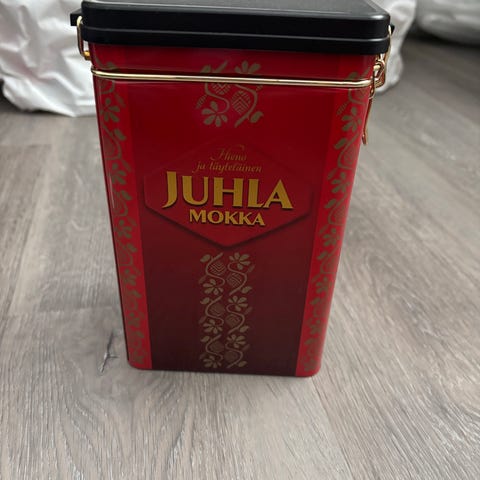 Hieno
ja täyteläinen
JUHLA
MOKKA